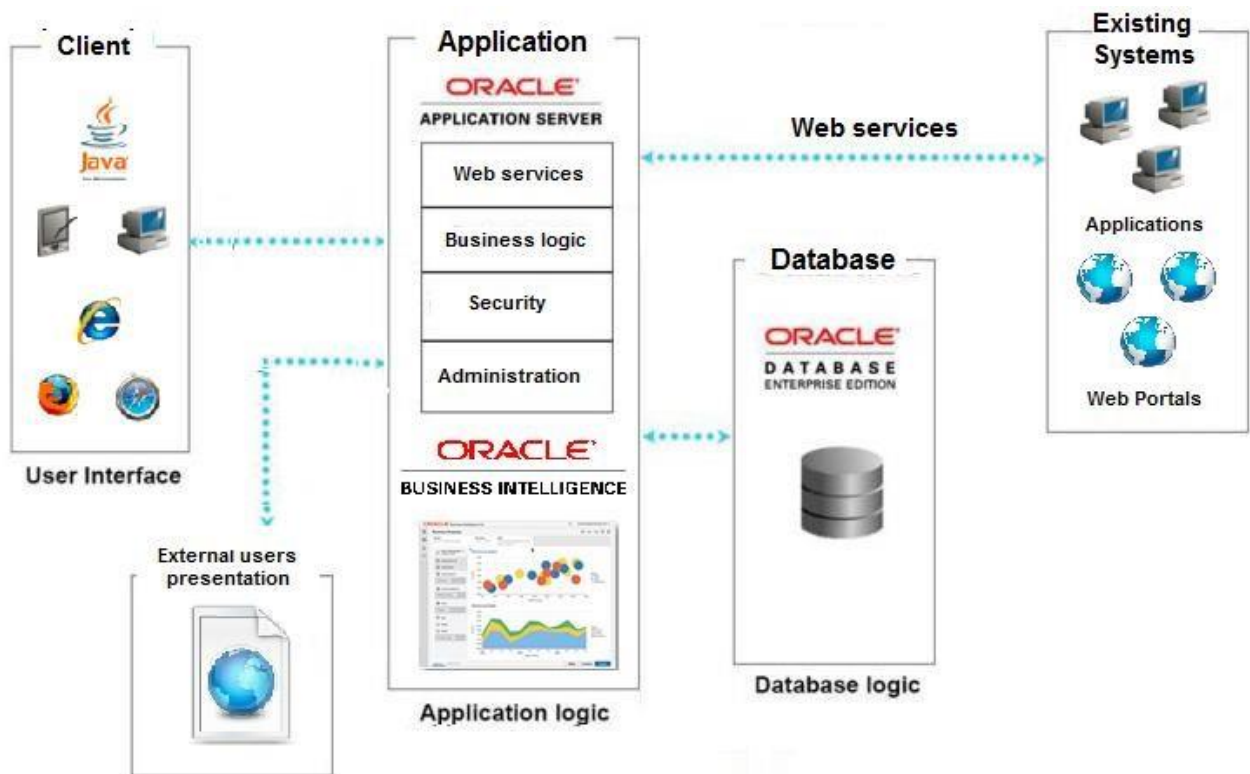 Client
Java
User Interface
External users
presentation
Application
ORACLE
APPLICATION SERVER
Web services
Business logic
Security
Administration
ORACLE
BUSINESS INTELLIGENCE
Application logic
Web services
Database
ORACLE
DATABASE
ENTERPRISE EDITION
Database logic
Existing
Systems
Applications
Web Portals